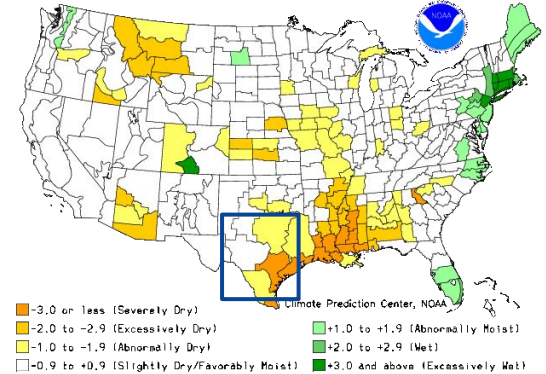 NOAA
Climate Prediction Center, NOAA
-3.0 or less (Severely Dry)
-2.0 to -2.9 (Excessively Dry)
-1.0 to -1.9 (Abnormally Dry)
-0.9 to +0.9 (Slightly Dry/Favorably Moist)
+1.0 to +1.9 (Abnormally Moist)
+2.0 to +2.9 (Wet)
+3.0 and above (Excessively Wet)